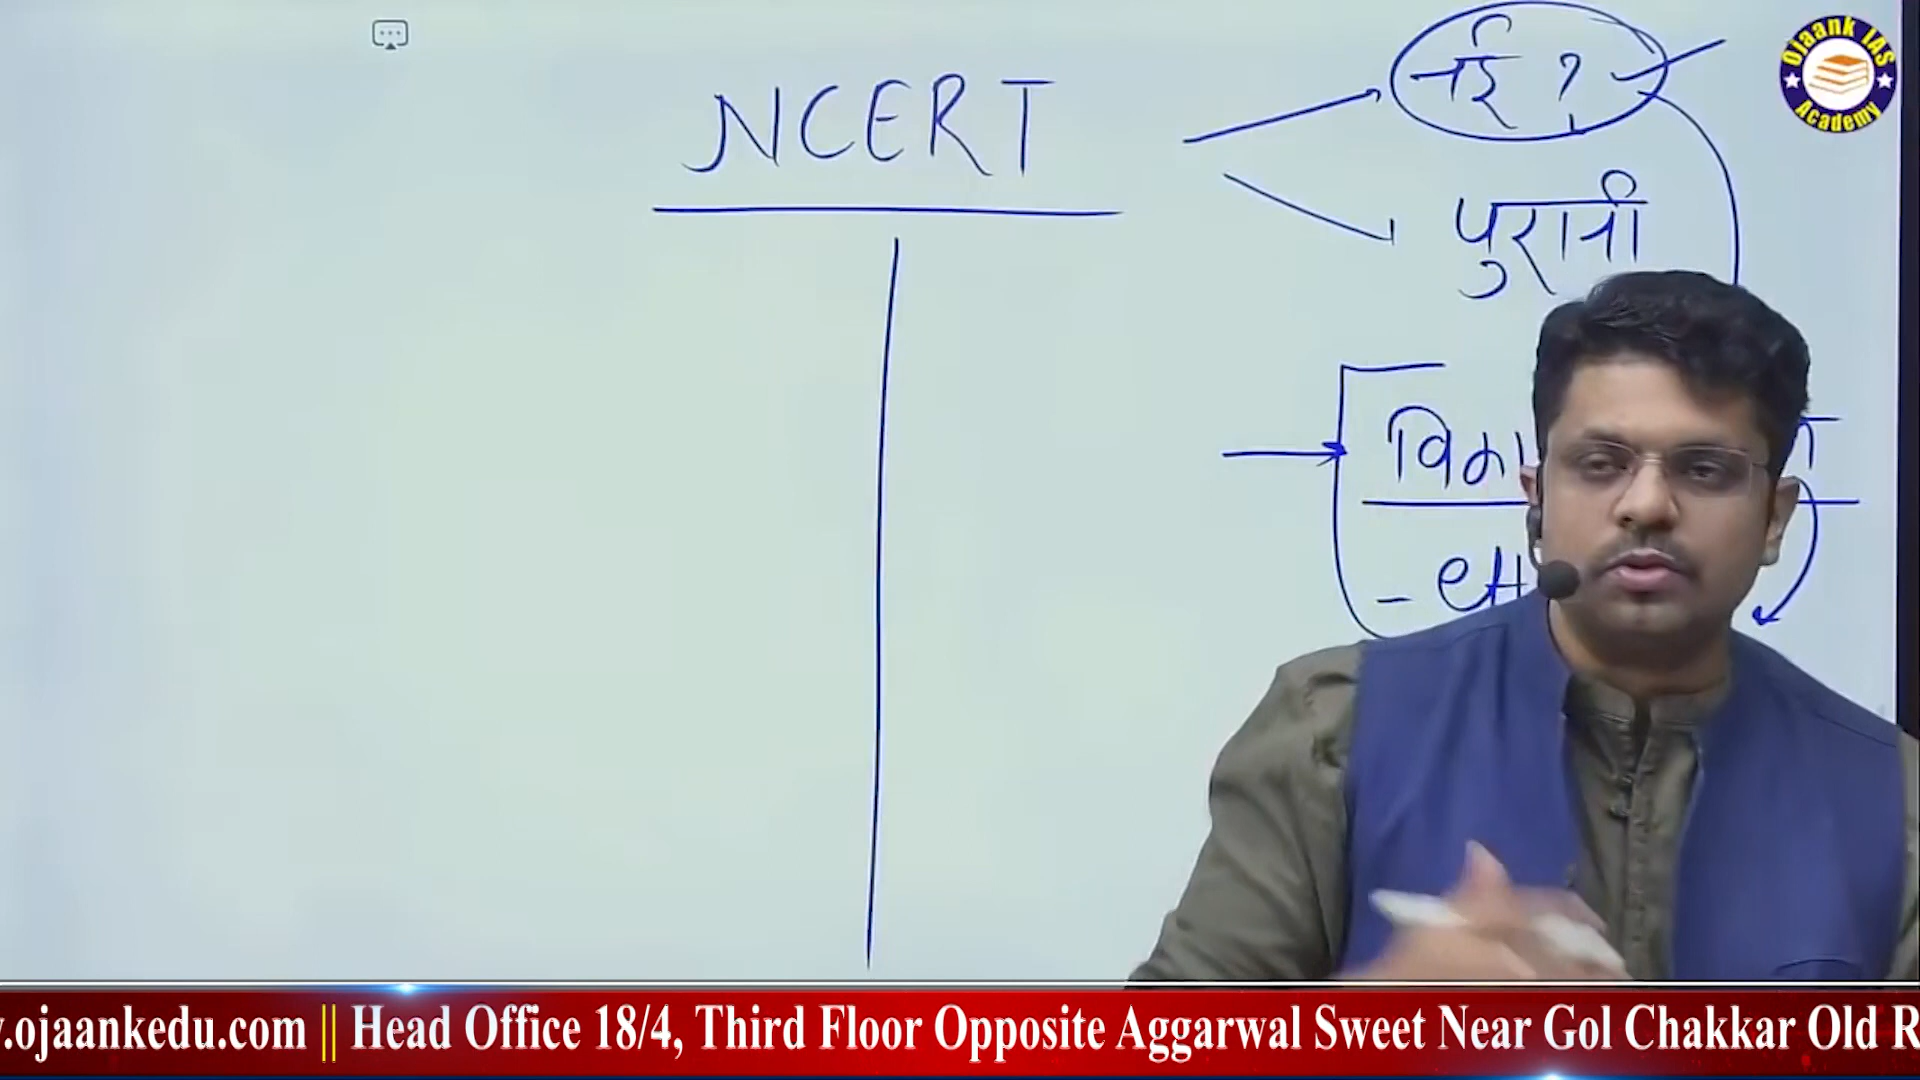 NCERT
नई ?
पुरानी
Ojaank IAS
Academy
.ojaankedu.com || Head Office 18/4, Third Floor Opposite Aggarwal Sweet Near Gol Chakkar Old R